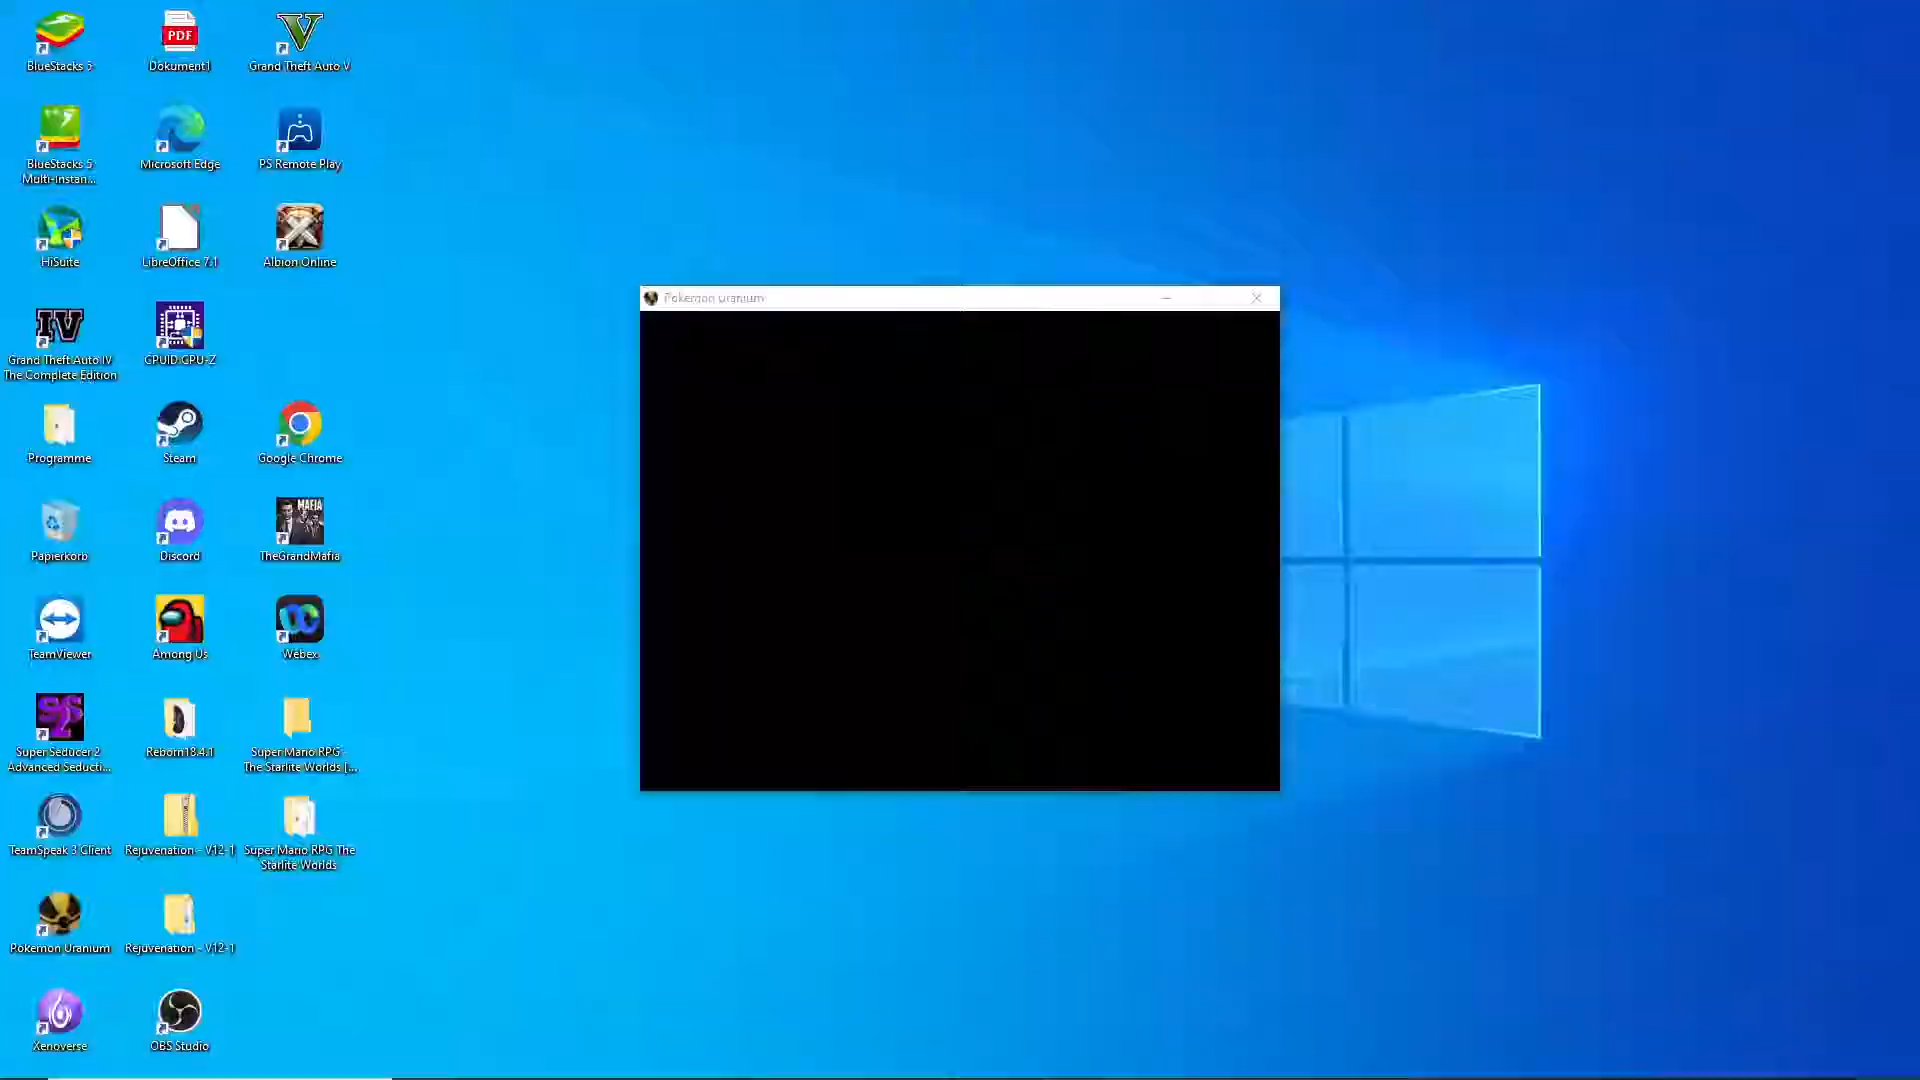 BlueStacks 5
Dokument1
Grand Theft Auto V
BlueStacks 5
Multi-Instan...
Microsoft Edge
PS Remote Play
HiSuite
LibreOffice 7.1
Albion Online
Grand Theft Auto IV
The Complete Edition
CPUID CPU-Z
Programme
Steam
Google Chrome
Papierkorb
Discord
TheGrandMafia
TeamViewer
Among Us
Webex
Super Seducer 2
Advanced Seducti...
Reborn18.4.1
Super Mario RPG -
The Starlite Worlds [...
TeamSpeak 3 Client
Rejuvenation - V12-1
Super Mario RPG The
Starlite Worlds
Pokemon Uranium
Rejuvenation - V12-1
Xenoverse
OBS Studio
Pokemon Uranium
PDF
IV
MAFIA